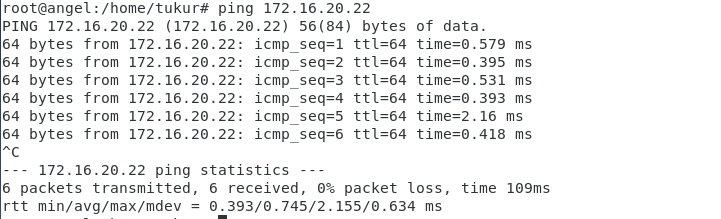 root@angel:/home/tukur# ping 172.16.20.22
PING 172.16.20.22 (172.16.20.22) 56(84) bytes of data.
64 bytes from 172.16.20.22: icmp_seq=1 ttl=64 time=0.579 ms
64 bytes from 172.16.20.22: icmp_seq=2 ttl=64 time=0.395 ms
64 bytes from 172.16.20.22: icmp_seq=3 ttl=64 time=0.531 ms
64 bytes from 172.16.20.22: icmp_seq=4 ttl=64 time=0.393 ms
64 bytes from 172.16.20.22: icmp_seq=5 ttl=64 time=2.16 ms
64 bytes from 172.16.20.22: icmp_seq=6 ttl=64 time=0.418 ms
^C
--- 172.16.20.22 ping statistics ---
6 packets transmitted, 6 received, 0% packet loss, time 109ms
rtt min/avg/max/mdev = 0.393/0.745/2.155/0.634 ms